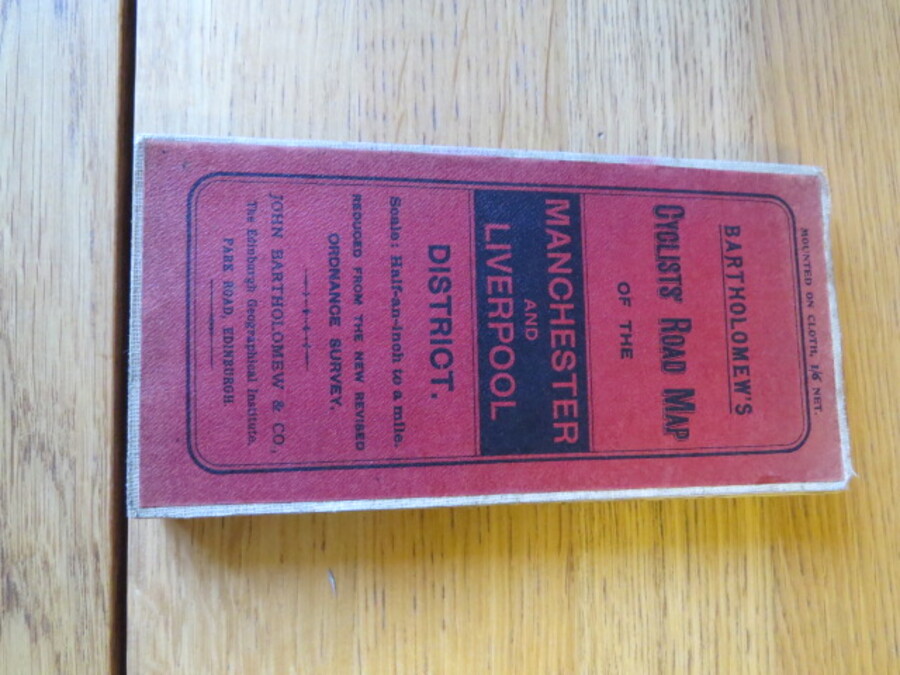 MOUNTED ON CLOTH, 1/6 NET.
BARTHOLOMEW'S
CYCLISTS' ROAD MAP
OF THE
MANCHESTER
AND
LIVERPOOL
DISTRICT.
Scale: Half-an-inch to a mile.
REDUCED FROM THE NEW REVISED
ORDNANCE SURVEY.
JOHN BARTHOLOMEW & CO.,
The Edinburgh Geographical Institute,
PARK ROAD, EDINBURGH.